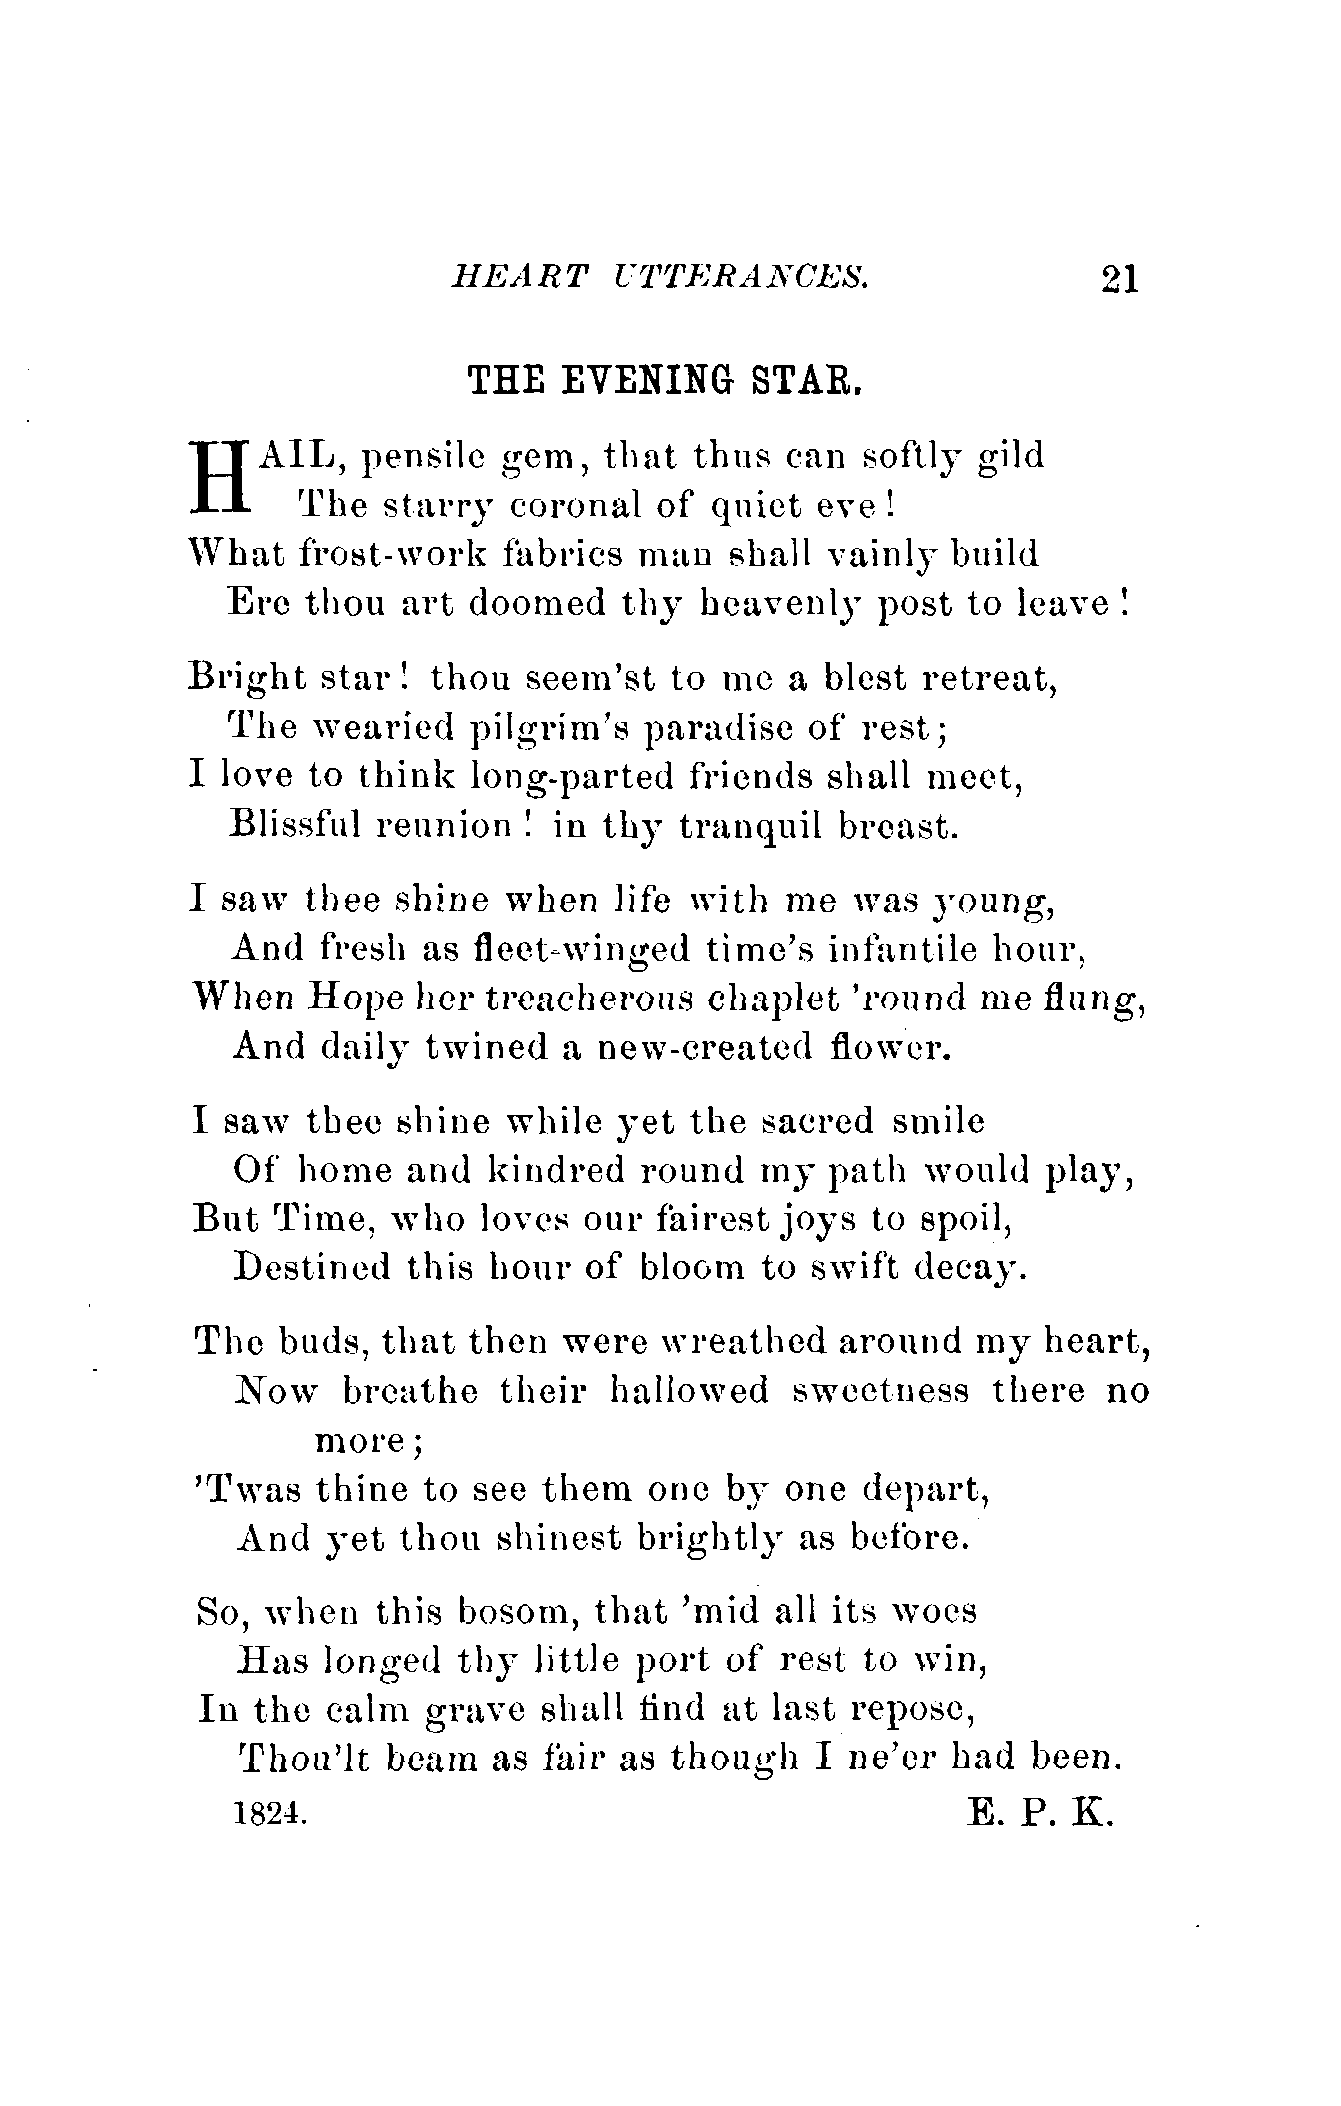 HEART UTTERANCES. 21
THE EVENING STAR.
HAIL, pensile gem, that thus can softly gild
The starry coronal of quiet eve!
What frost-work fabrics man shall vainly build
Ere thou art doomed thy heavenly post to leave!
Bright star! thou seem'st to me a blest retreat,
The wearied pilgrim's paradise of rest;
I love to think long-parted friends shall meet,
Blissful reunion! in thy tranquil breast.
I saw thee shine when life with me was young,
And fresh as fleet-winged time's infantile hour,
When Hope her treacherous chaplet 'round me flung,
And daily twined a new-created flower.
I saw thee shine while yet the sacred smile
Of home and kindred round my path would play,
But Time, who loves our fairest joys to spoil,
Destined this hour of bloom to swift decay.
The buds, that then were wreathed around my heart,
Now breathe their hallowed sweetness there no
more;
'Twas thine to see them one by one depart,
And yet thou shinest brightly as before.
So, when this bosom, that 'mid all its woes
Has longed thy little port of rest to win,
In the calm grave shall find at last repose,
Thou'lt beam as fair as though I ne'er had been.
1824. E. P. K.